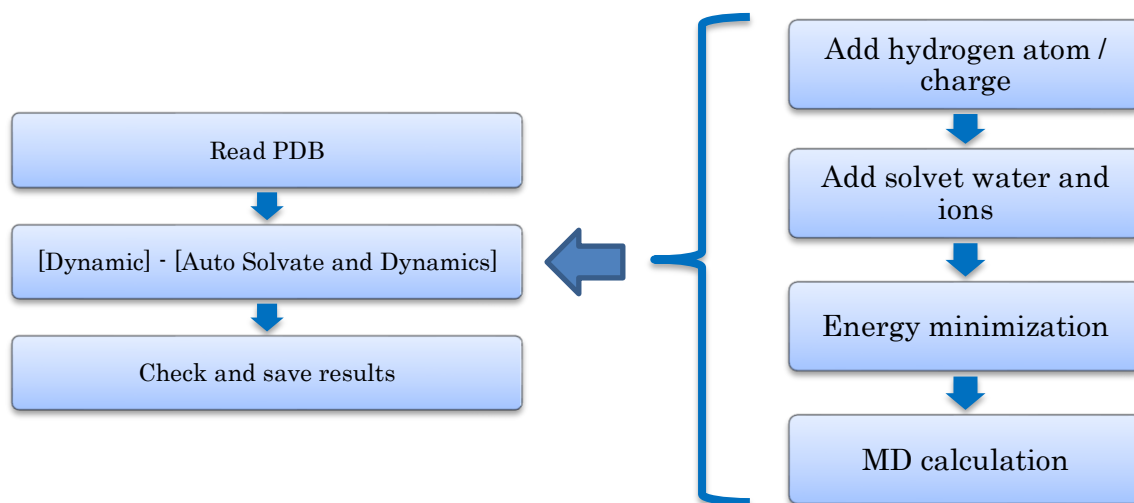 Read PDB
[Dynamic] - [Auto Solvate and Dynamics]
Check and save results
Add hydrogen atom /
charge
Add solvet water and
ions
Energy minimization
MD calculation